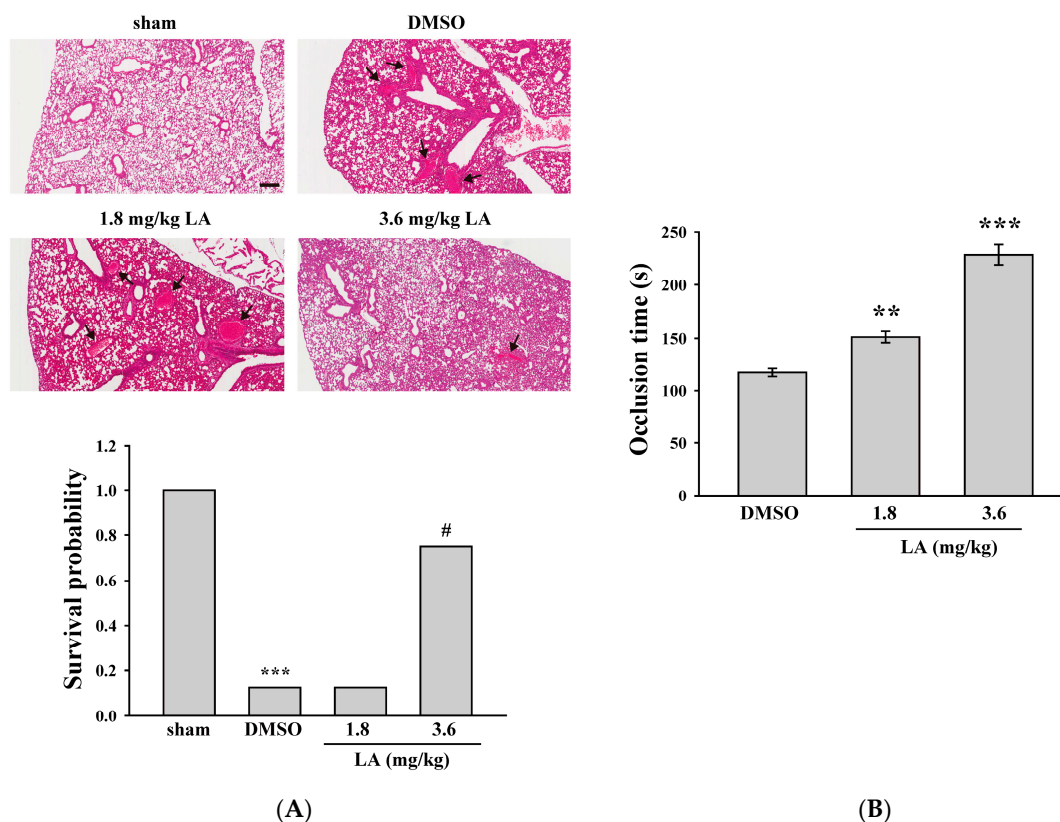 sham
DMSO
1.8 mg/kg LA
3.6 mg/kg LA
Survival probability
1.2
1.0
0.8
0.6
0.4
0.2
0.0
***
#
sham
DMSO
1.8
3.6
LA (mg/kg)
(A)
Occlusion time (s)
250
200
150
100
50
0
**
***
DMSO
1.8
3.6
LA (mg/kg)
(B)